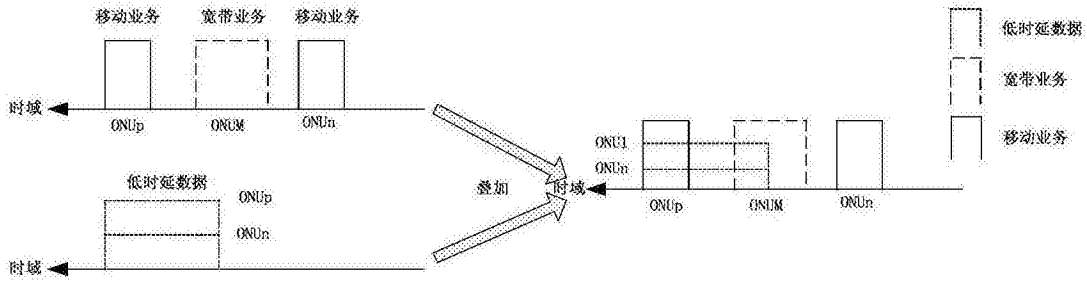 移动业务 宽带业务 移动业务
时域
ONUp ONUM ONUn
低时延数据
ONUp
ONUn
时域
叠加
ONU1
ONUn
时域
ONUp ONUM ONUn
低时延数据
宽带业务
移动业务